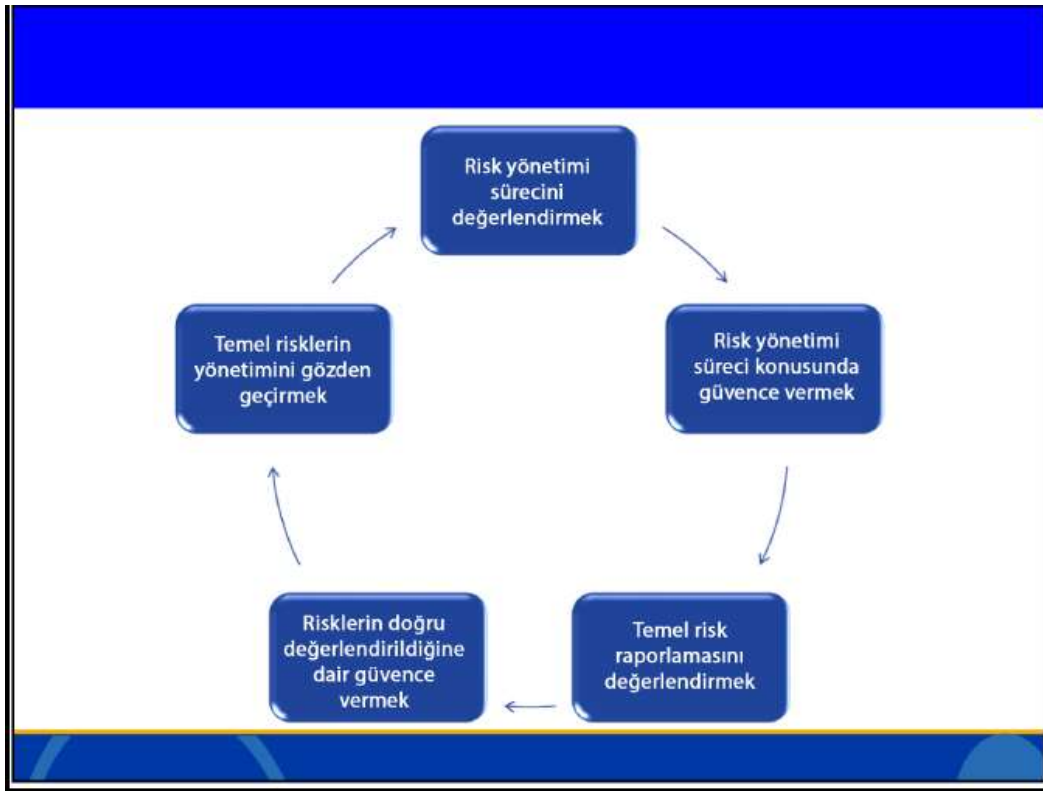 Risk yönetimi
sürecini
değerlendirmek
Risk yönetimi
süreci konusunda
güvence vermek
Temel risk
raporlamasını
değerlendirmek
Risklerin doğru
değerlendirildiğine
dair güvence
vermek
Temel risklerin
yönetimini gözden
geçirmek